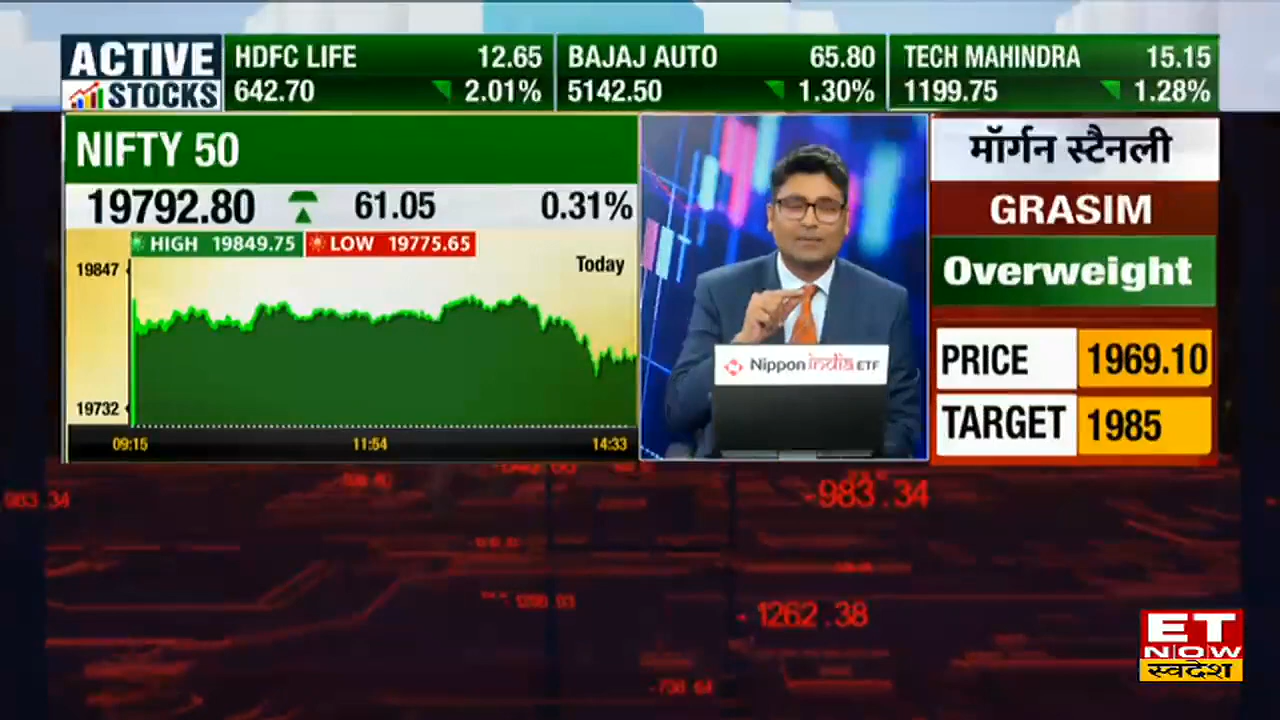 ACTIVE
STOCKS
HDFC LIFE 12.65
642.70 2.01%
BAJAJ AUTO 65.80
5142.50 1.30%
TECH MAHINDRA 15.15
1199.75 1.28%
NIFTY 50
19792.80 61.05 0.31%
HIGH 19849.75 LOW 19775.65
19847 Today
19732
09:15 11:54 14:33
Nippon india ETF
मॉर्गन स्टैनली
GRASIM
Overweight
PRICE 1969.10
TARGET 1985
983.34
-983.34
-1262.38
ET
NOW
स्वदेश